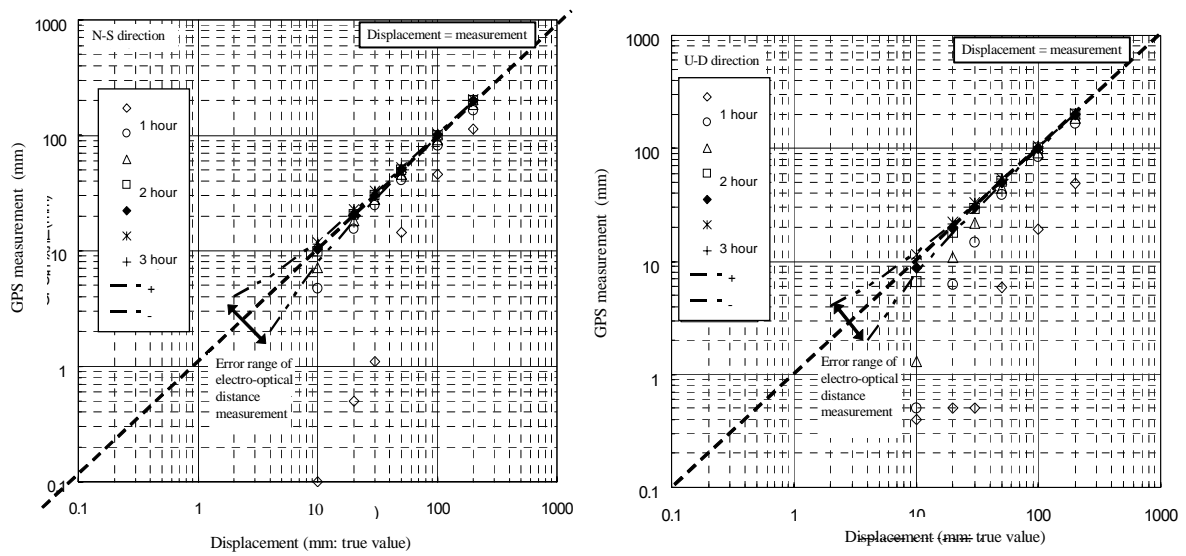 1000
100
10
1
0.1
GPS measurement (mm)
N-S direction
Displacement = measurement
1 hour
2 hour
3 hour
+
-
Error range of
electro-optical
distance
measurement
0.1
1
10
)
100
1000
Displacement (mm: true value)
1000
100
10
1
0.1
GPS measurement (mm)
U-D direction
Displacement = measurement
1 hour
2 hour
3 hour
+
-
Error range of
electro-optical
distance
measurement
0.1
1
10
100
1000
Displacement (mm: true value)